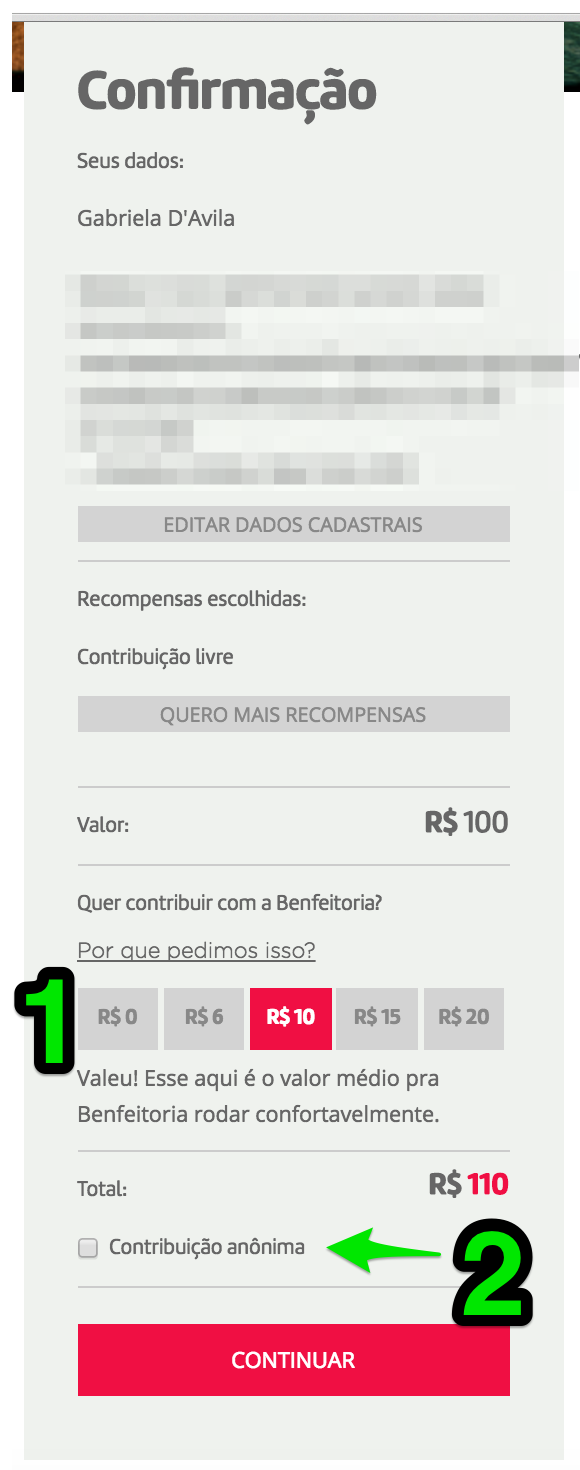 Confirmação
Seus dados:
Gabriela D'Avila
EDITAR DADOS CADASTRAIS
Recompensas escolhidas:
Contribuição livre
QUERO MAIS RECOMPENSAS
Valor: R$ 100
Quer contribuir com a Benfeitoria?
Por que pedimos isso?
1
R$ 0 R$ 6 R$ 10 R$ 15 R$ 20
Valeu! Esse aqui é o valor médio pra
Benfeitoria rodar confortavelmente.
Total: R$ 110
Contribuição anônima 2
CONTINUAR